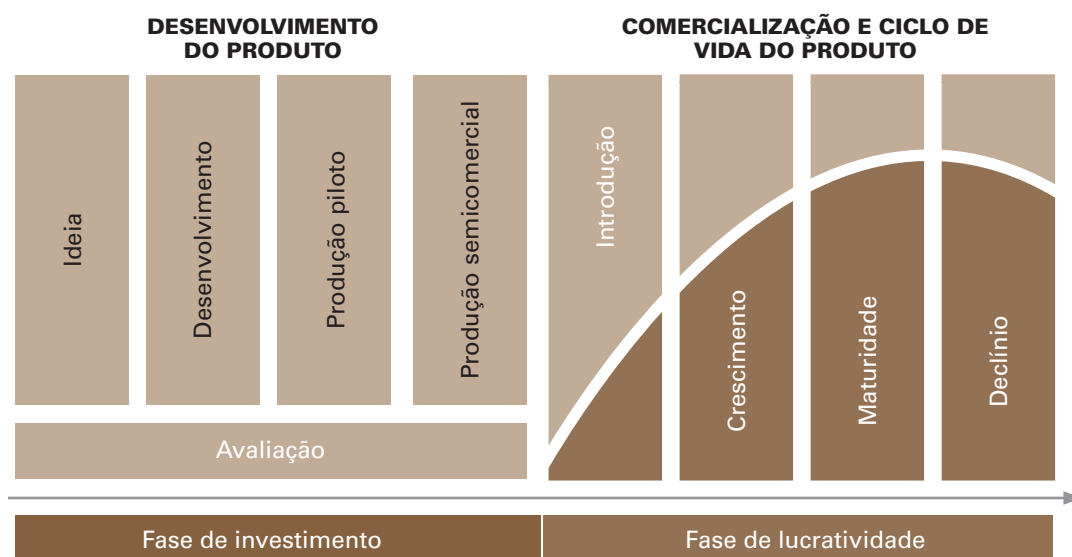 DESENVOLVIMENTO
DO PRODUTO
COMERCIALIZAÇÃO E CICLO DE
VIDA DO PRODUTO
Ideia
Desenvolvimento
Produção piloto
Produção semicomercial
Avaliação
Introdução
Crescimento
Maturidade
Declínio
Fase de investimento
Fase de lucratividade